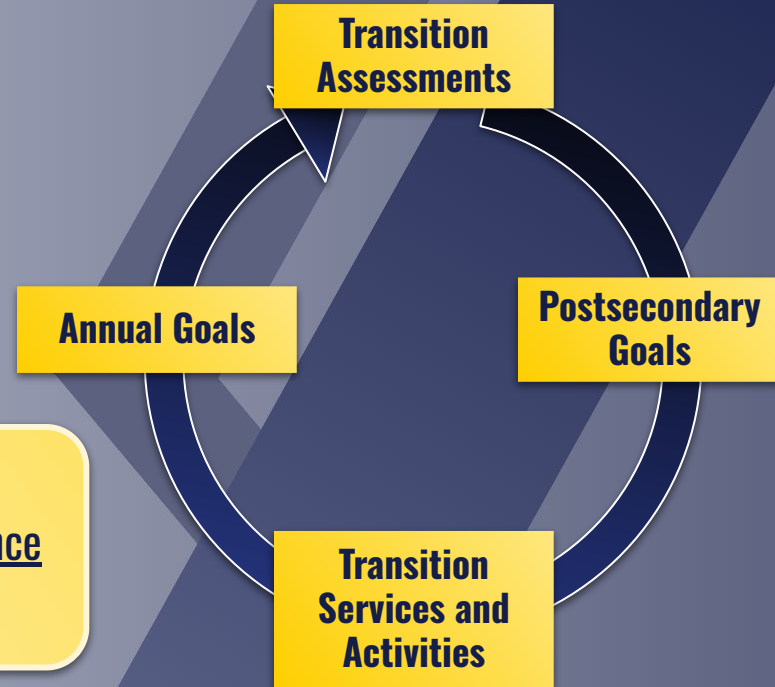 Transition
Assessments
Postsecondary
Goals
Annual Goals
Transition
Services and
Activities